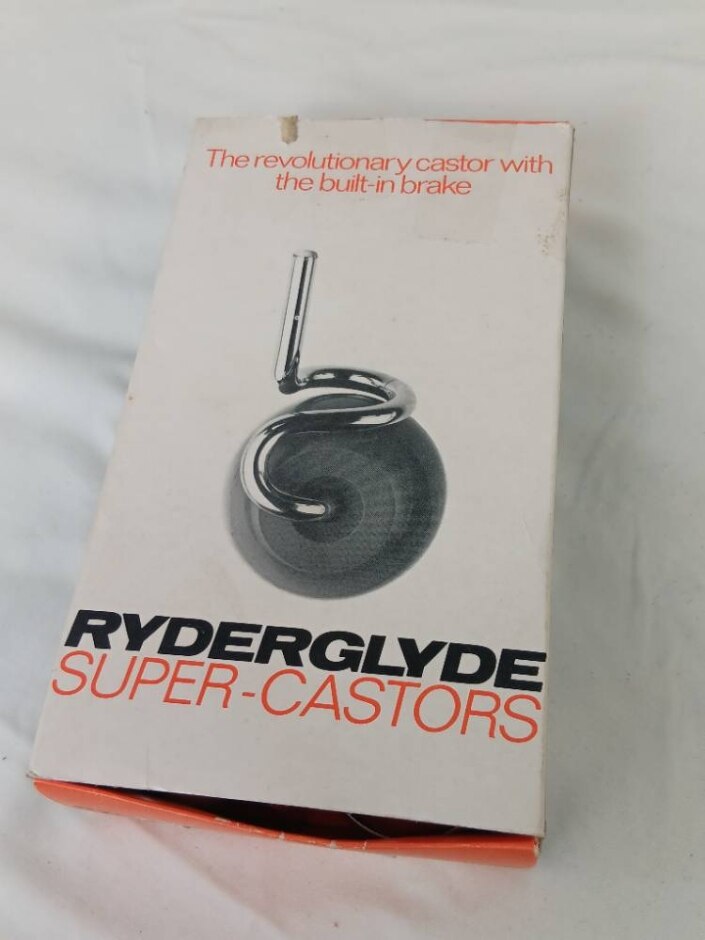 The revolutionary castor with
the built-in brake
RYDERGLYDE
SUPER-CASTORS